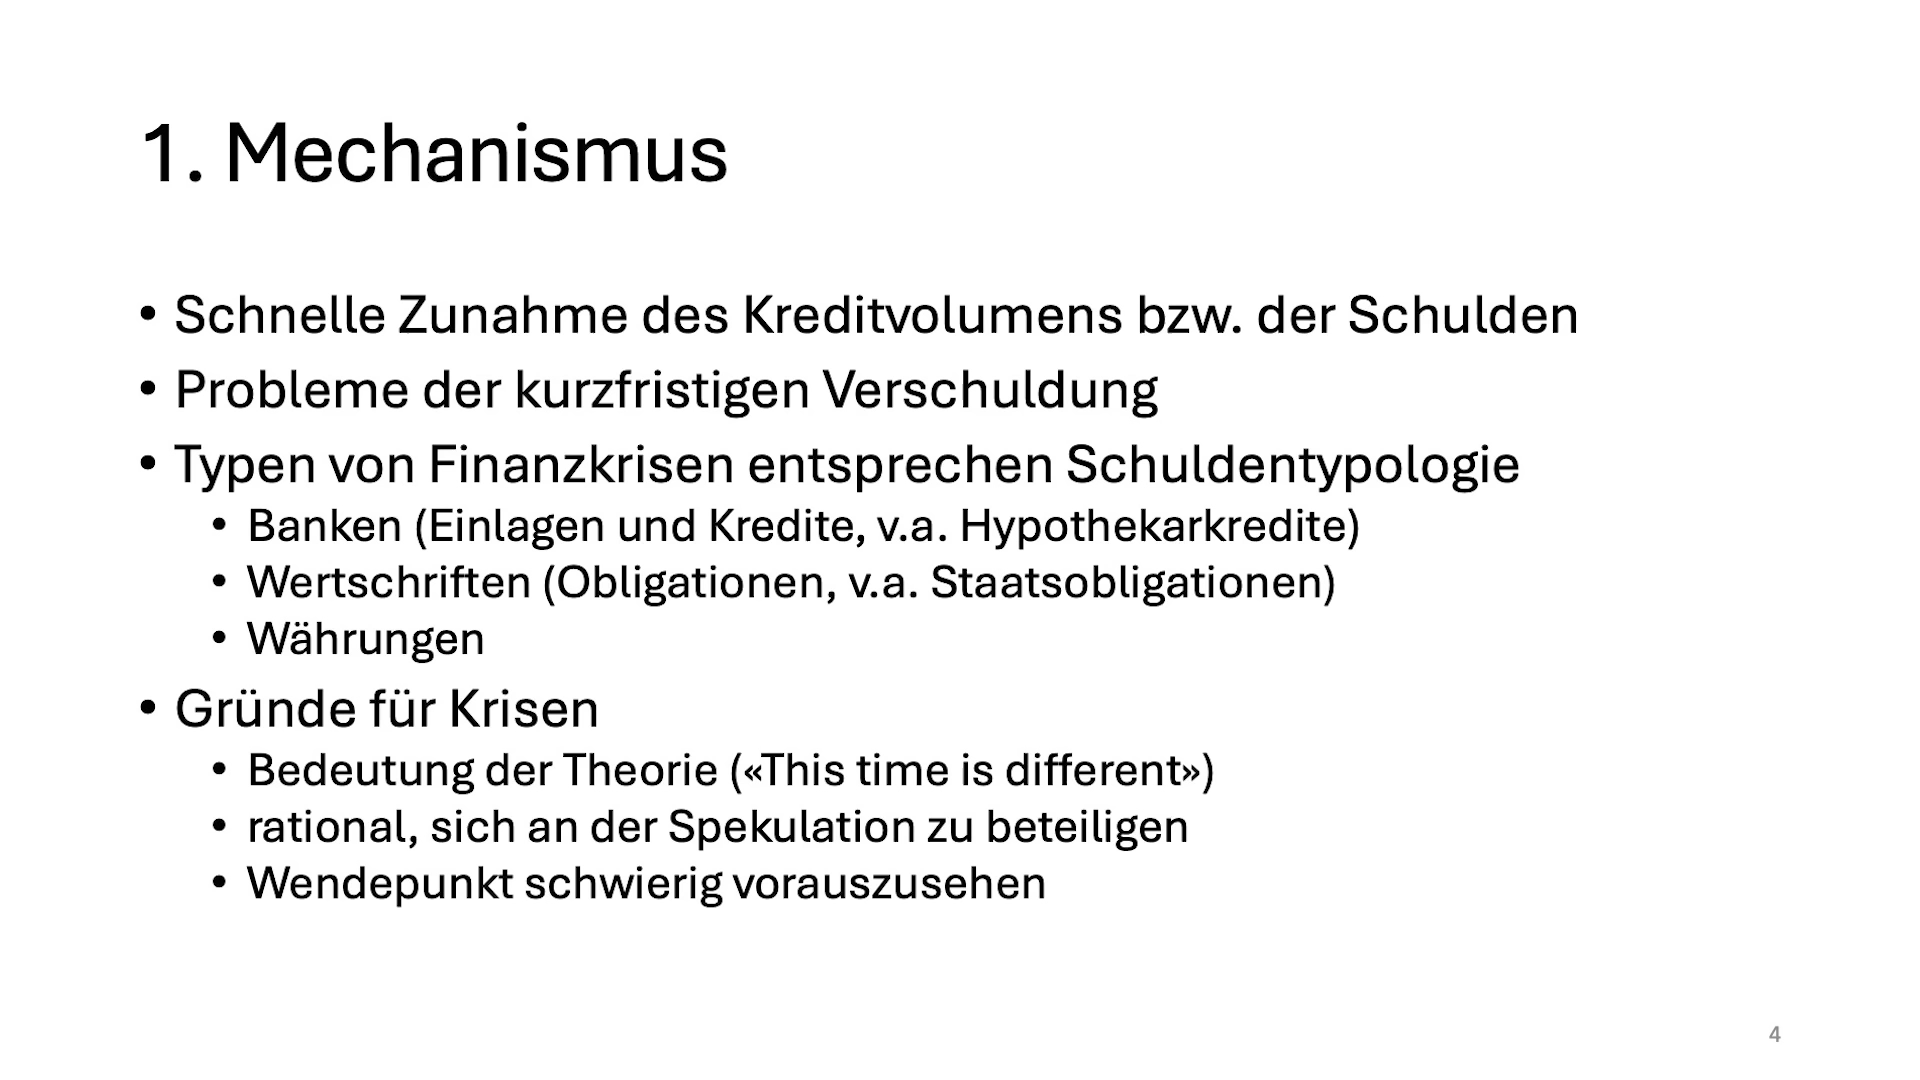 1. Mechanismus
• Schnelle Zunahme des Kreditvolumens bzw. der Schulden
• Probleme der kurzfristigen Verschuldung
• Typen von Finanzkrisen entsprechen Schuldentypologie
• Banken (Einlagen und Kredite, v.a. Hypothekarkredite)
• Wertschriften (Obligationen, v.a. Staatsobligationen)
• Währungen
• Gründe für Krisen
• Bedeutung der Theorie («This time is different»)
• rational, sich an der Spekulation zu beteiligen
• Wendepunkt schwierig vorauszusehen
4